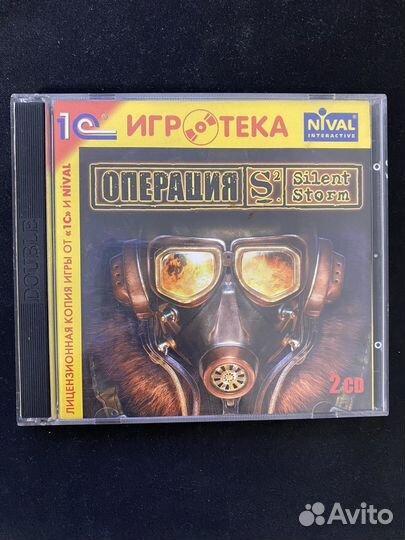 1С®
ИГРОТЕКА
NIVAL
INTERACTIVE
ОПЕРАЦИЯ
S2.
Silent
Storm
ЛИЦЕНЗИОННАЯ КОПИЯ ИГРЫ ОТ «1С» И NIVAL
DOUBLE
2 CD
Avito